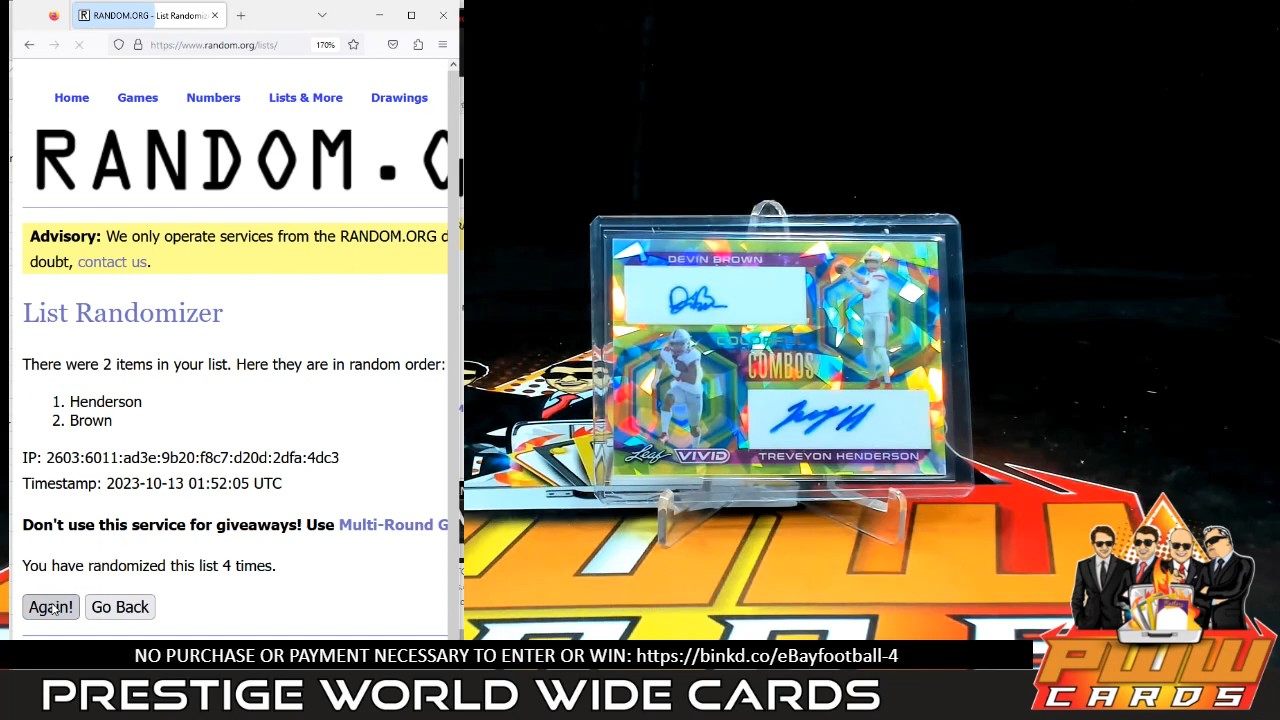 RANDOM.ORG - List Randomiz
https://www.random.org/lists/
170%
Home Games Numbers Lists & More Drawings
RANDOM.O
Advisory: We only operate services from the RANDOM.ORG d
doubt, contact us.
List Randomizer
There were 2 items in your list. Here they are in random order:
1. Henderson
2. Brown
IP: 2603:6011:ad3e:9b20:f8c7:d20d:2dfa:4dc3
Timestamp: 2023-10-13 01:52:05 UTC
Don't use this service for giveaways! Use Multi-Round G
You have randomized this list 4 times.
Again! Go Back
DEVIN BROWN
COLORFUL
COMBOS
Leaf VIVID
TREVEYON HENDERSON
PWW
CARDS
NO PURCHASE OR PAYMENT NECESSARY TO ENTER OR WIN: https://binkd.co/eBayfootball-4
PRESTIGE WORLD WIDE CARDS